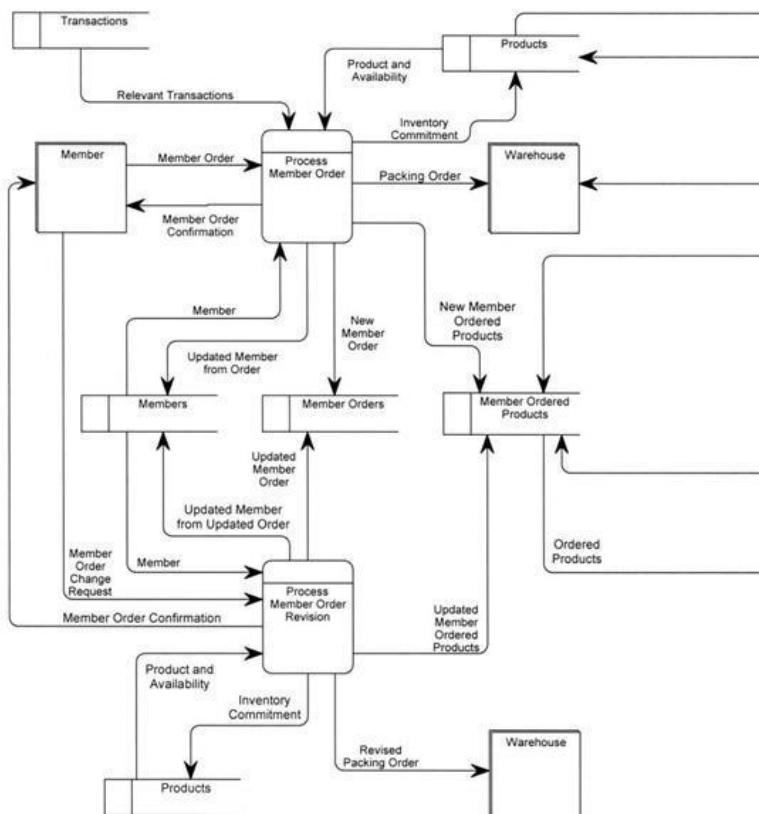 Transactions
Products
Product and
Availability
Relevant Transactions
Inventory
Commitment
Member
Member Order
Process
Member Order
Packing Order
Warehouse
Member Order
Confirmation
Member
New
Member
Order
New Member
Ordered
Products
Updated Member
from Order
Members
Member Orders
Member Ordered
Products
Updated
Member
Order
Updated Member
from Updated Order
Ordered
Products
Member
Order
Change
Request
Member
Process
Member Order
Revision
Member Order Confirmation
Updated
Member
Ordered
Products
Product and
Availability
Inventory
Commitment
Revised
Packing Order
Warehouse
Products